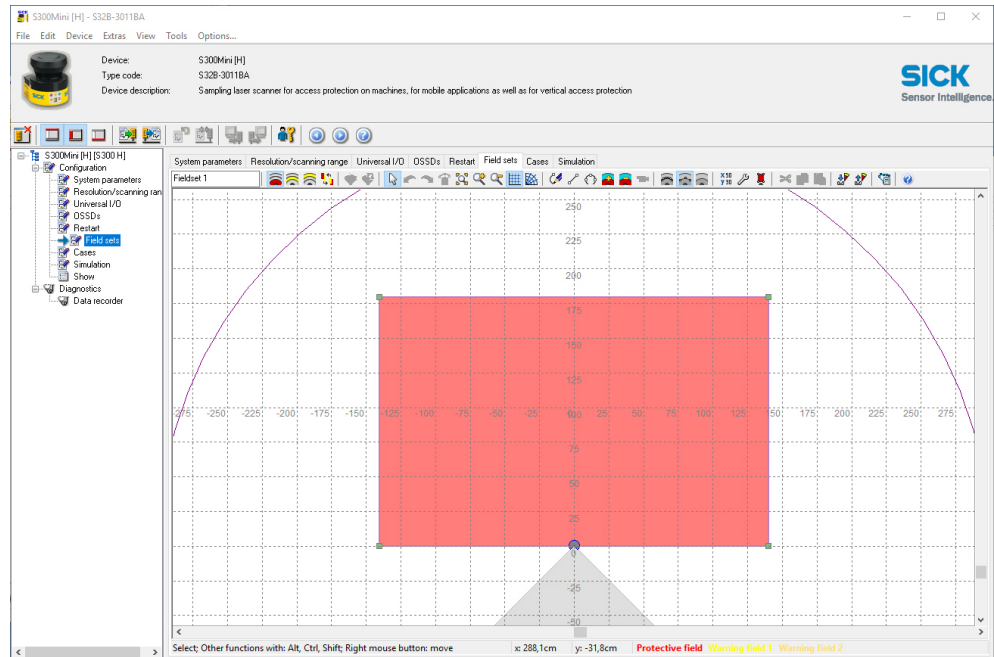 S300Mini [H] - S32B-3011BA
File Edit Device Extras View Tools Options...
Device: S300Mini [H]
Type code: S32B-3011BA
Device description: Sampling laser scanner for access protection on machines, for mobile applications as well as for vertical access protection
SICK
Sensor Intelligence.
S300Mini [H] [S300 H]
Configuration
System parameters
Resolution/scanning ran
Universal I/O
OSSDs
Restart
Field sets
Cases
Simulation
Show
Diagnostics
Data recorder
System parameters Resolution/scanning range Universal I/O OSSDs Restart Field sets Cases Simulation
Fieldset 1
250
225
200
175
150
125
-275 -250 -225 -200 -175 -150 -125 -100 -75 -50 -25 25 50 75 100 125 150 175 200 225 250 275
75
50
25
0
-25
-50
Select; Other functions with: Alt, Ctrl, Shift; Right mouse button: move x: 288,1cm y: -31,8cm Protective field Warning field 1 Warning field 2